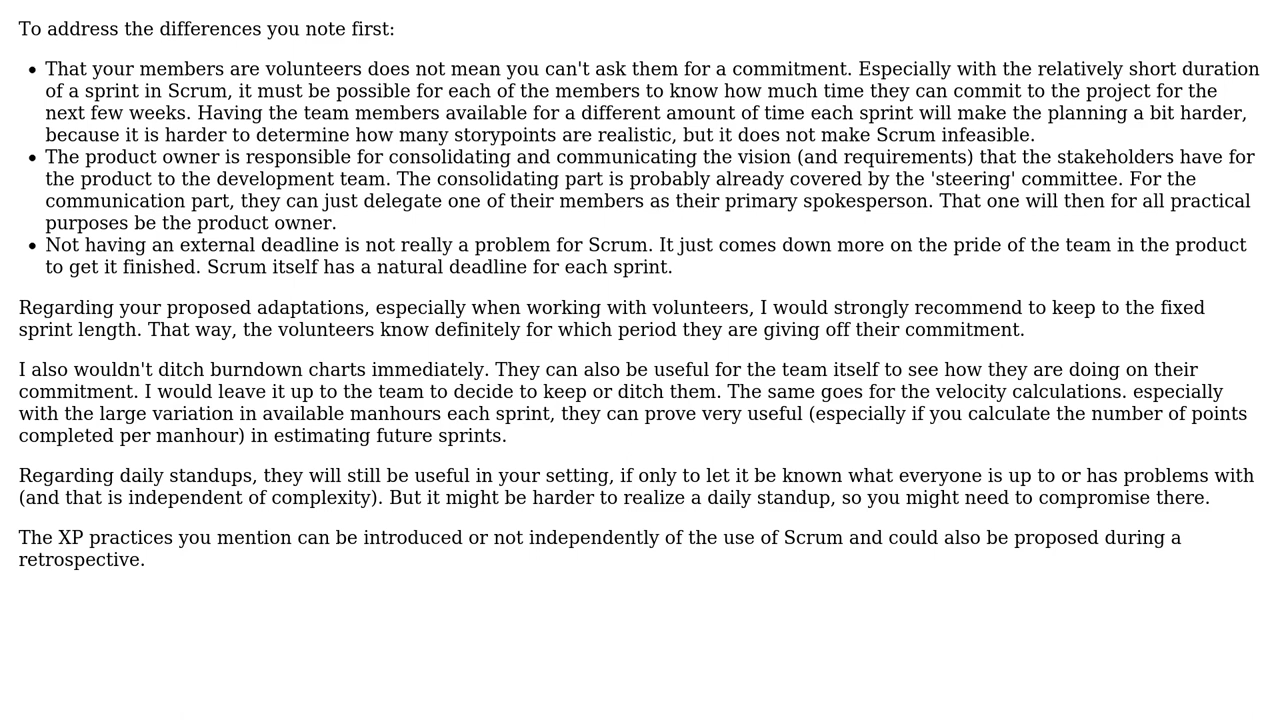 To address the differences you note first:
• That your members are volunteers does not mean you can't ask them for a commitment. Especially with the relatively short duration
of a sprint in Scrum, it must be possible for each of the members to know how much time they can commit to the project for the
next few weeks. Having the team members available for a different amount of time each sprint will make the planning a bit harder,
because it is harder to determine how many storypoints are realistic, but it does not make Scrum infeasible.
• The product owner is responsible for consolidating and communicating the vision (and requirements) that the stakeholders have for
the product to the development team. The consolidating part is probably already covered by the 'steering' committee. For the
communication part, they can just delegate one of their members as their primary spokesperson. That one will then for all practical
purposes be the product owner.
• Not having an external deadline is not really a problem for Scrum. It just comes down more on the pride of the team in the product
to get it finished. Scrum itself has a natural deadline for each sprint.
Regarding your proposed adaptations, especially when working with volunteers, I would strongly recommend to keep to the fixed
sprint length. That way, the volunteers know definitely for which period they are giving off their commitment.
I also wouldn't ditch burndown charts immediately. They can also be useful for the team itself to see how they are doing on their
commitment. I would leave it up to the team to decide to keep or ditch them. The same goes for the velocity calculations. especially
with the large variation in available manhours each sprint, they can prove very useful (especially if you calculate the number of points
completed per manhour) in estimating future sprints.
Regarding daily standups, they will still be useful in your setting, if only to let it be known what everyone is up to or has problems with
(and that is independent of complexity). But it might be harder to realize a daily standup, so you might need to compromise there.
The XP practices you mention can be introduced or not independently of the use of Scrum and could also be proposed during a
retrospective.